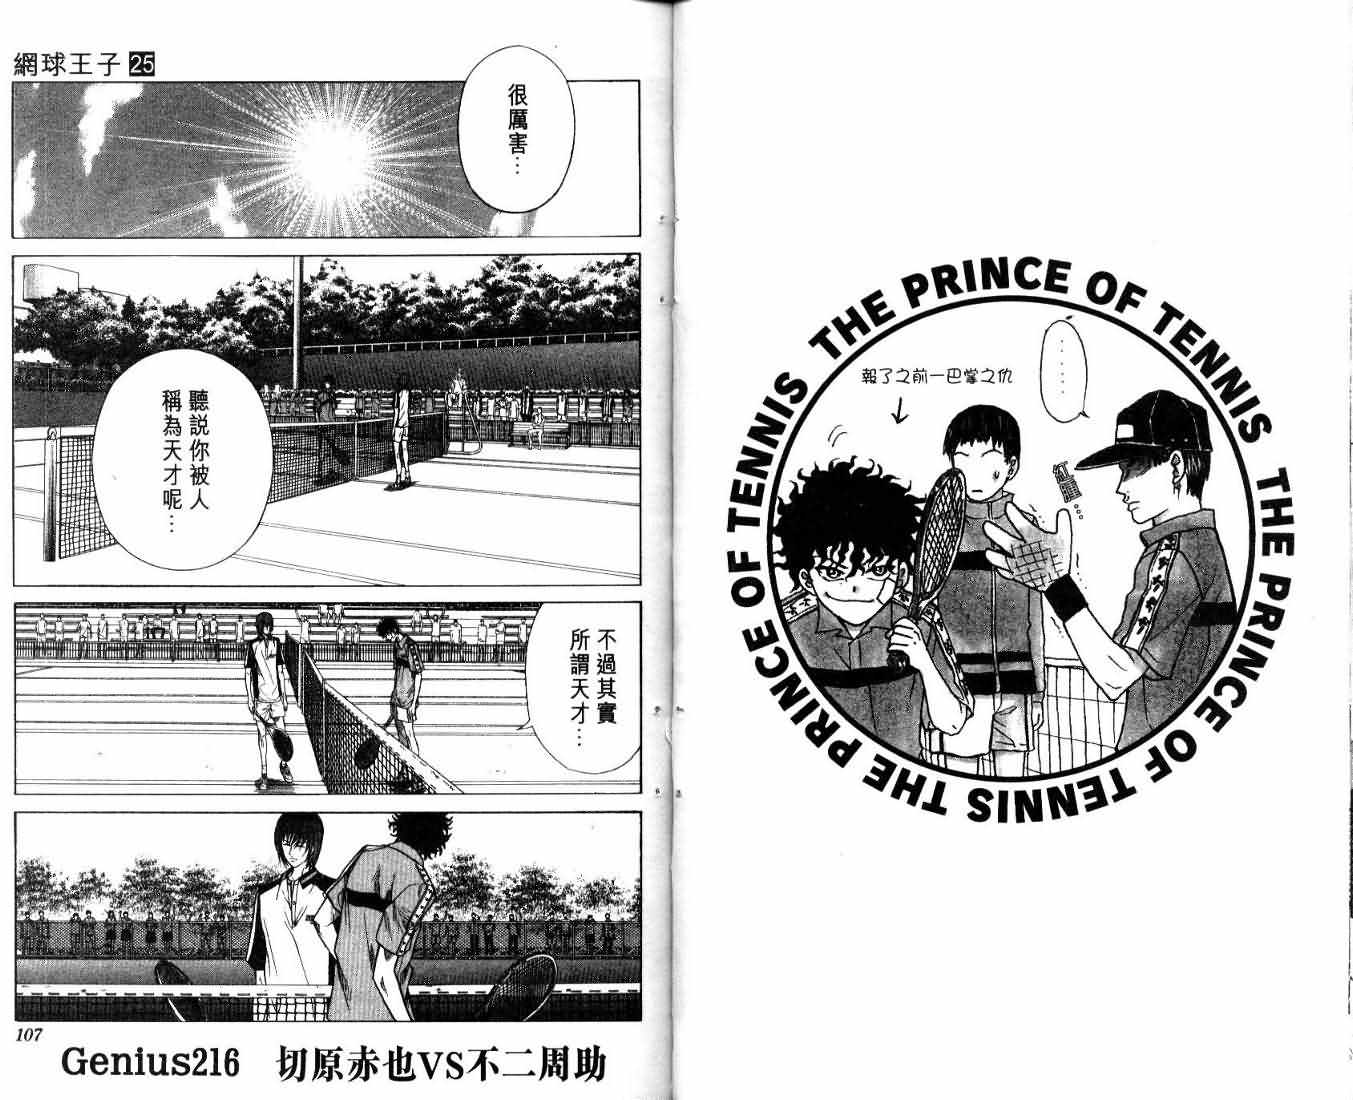 THE PRINCE OF TENNIS THE PRINCE OF TENNIS THE PRINCE OF TENNIS
報了之前一巴掌之仇
………
紅腫…
網球王子 25
很厲害…
聽說你被人
稱為天才呢…
不過其實
所謂天才…
107
Genius216 切原赤也VS不二周助